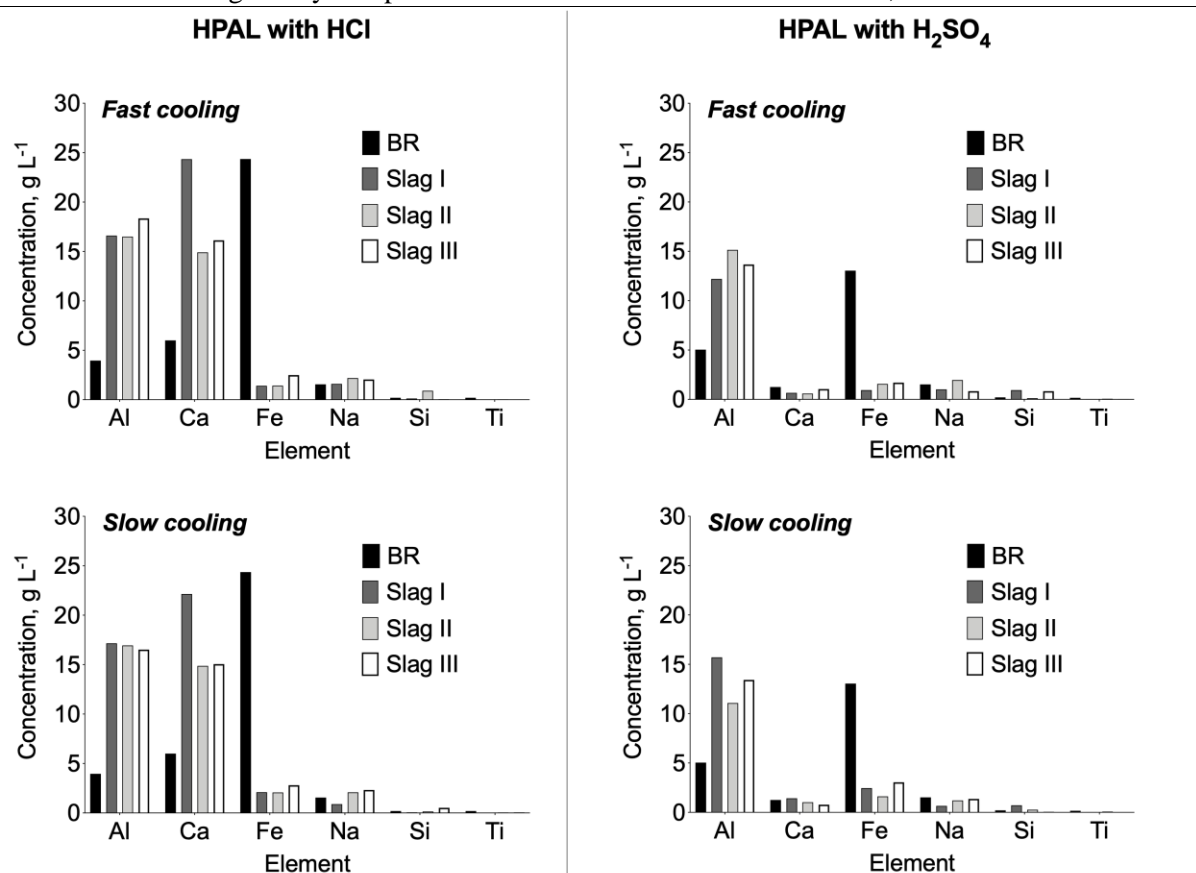 HPAL with HCl
Fast cooling
30
25
20
15
10
5
0
Concentration, g L⁻¹
BR
Slag I
Slag II
Slag III
Al Ca Fe Na Si Ti
Element
Slow cooling
30
25
20
15
10
5
0
Concentration, g L⁻¹
BR
Slag I
Slag II
Slag III
Al Ca Fe Na Si Ti
Element
HPAL with H₂SO₄
Fast cooling
30
25
20
15
10
5
0
Concentration, g L⁻¹
BR
Slag I
Slag II
Slag III
Al Ca Fe Na Si Ti
Element
Slow cooling
30
25
20
15
10
5
0
Concentration, g L⁻¹
BR
Slag I
Slag II
Slag III
Al Ca Fe Na Si Ti
Element